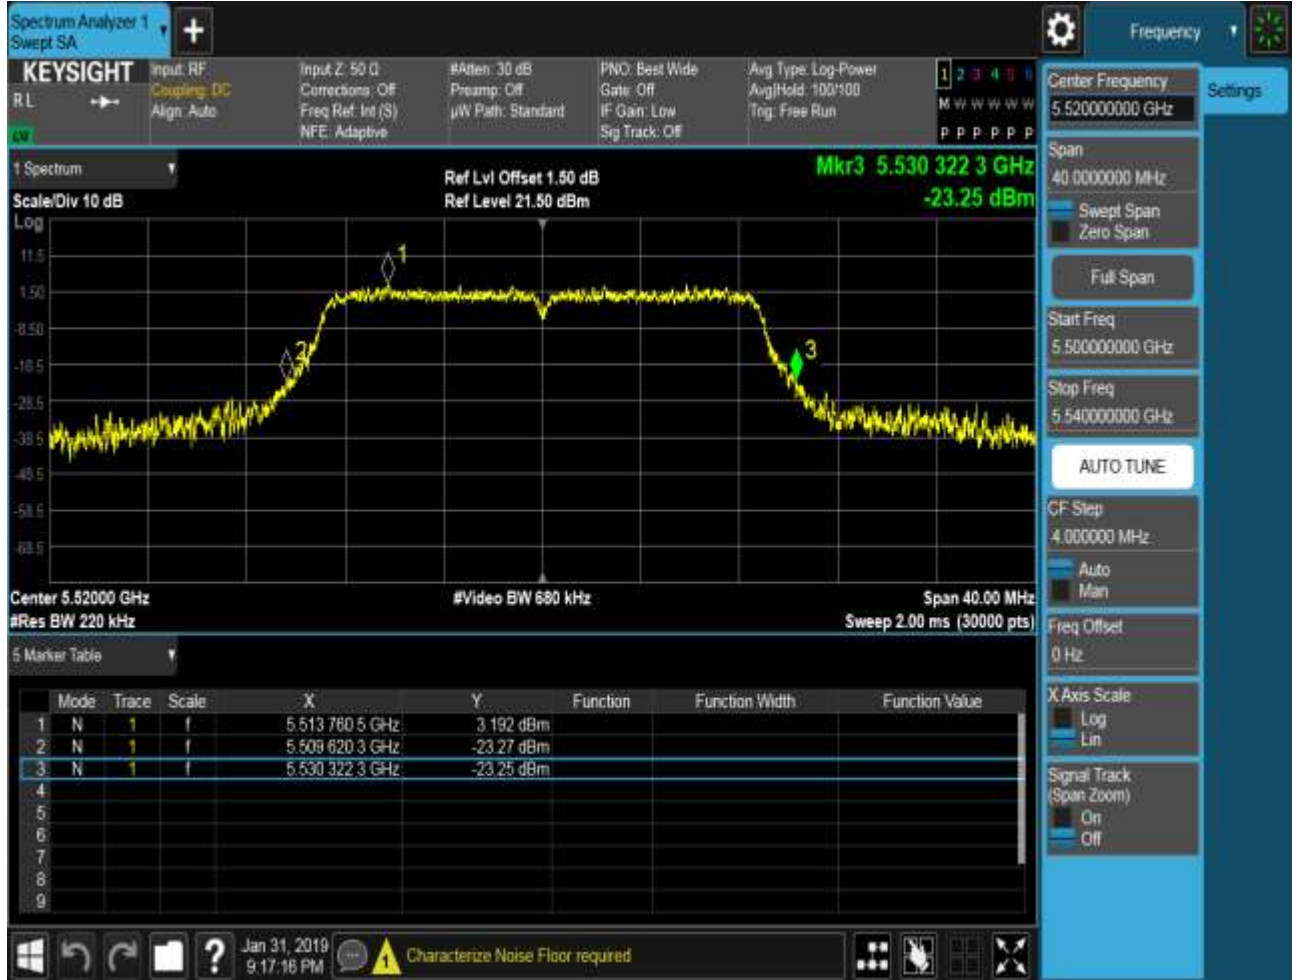 Spectrum Analyzer 1
Swept SA
Frequency
KEYSIGHT
RL
Input: RF
Coupling: DC
Align: Auto
Input Z: 50 Ω
Corrections: Off
Freq Ref: Int (S)
NFE: Adaptive
#Atten: 30 dB
Preamp: Off
µW Path: Standard
PNO: Best Wide
Gate: Off
IF Gain: Low
Sig Track: Off
Avg Type: Log-Power
Avg|Hold: 100/100
Trig: Free Run
1 2 3 4 5 6
M W W W W W
P P P P P P
1 Spectrum
Scale/Div 10 dB
Log
Ref Lvl Offset 1.50 dB
Ref Level 21.50 dBm
Mkr3 5.530 322 3 GHz
-23.25 dBm
11.5
1.50
-8.50
-18.5
-28.5
-38.5
-48.5
-58.5
-68.5
1
2
3
Center 5.52000 GHz
#Video BW 680 kHz
Span 40.00 MHz
#Res BW 220 kHz
Sweep 2.00 ms (30000 pts)
5 Marker Table
Mode Trace Scale X Y Function Function Width Function Value
1 N 1 f 5.513 760 5 GHz 3.192 dBm
2 N 1 f 5.509 620 3 GHz -23.27 dBm
3 N 1 f 5.530 322 3 GHz -23.25 dBm
4
5
6
7
8
9
Jan 31, 2019
9:17:16 PM
1
Characterize Noise Floor required
Center Frequency
5.520000000 GHz
Settings
Span
40.0000000 MHz
Swept Span
Zero Span
Full Span
Start Freq
5.500000000 GHz
Stop Freq
5.540000000 GHz
AUTO TUNE
CF Step
4.000000 MHz
Auto
Man
Freq Offset
0 Hz
X Axis Scale
Log
Lin
Signal Track
(Span Zoom)
On
Off